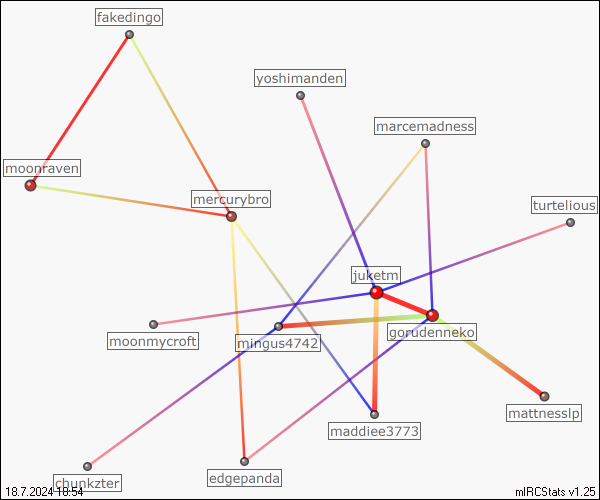 fakedingo
yoshimanden
marcemadness
moonraven
mercurybro
turtelious
juketm
gorudenneko
moonmycroft
mingus4742
mattnesslp
maddiee3773
edgepanda
chunkzter
18.7.2024 10:54
mIRCStats v1.25